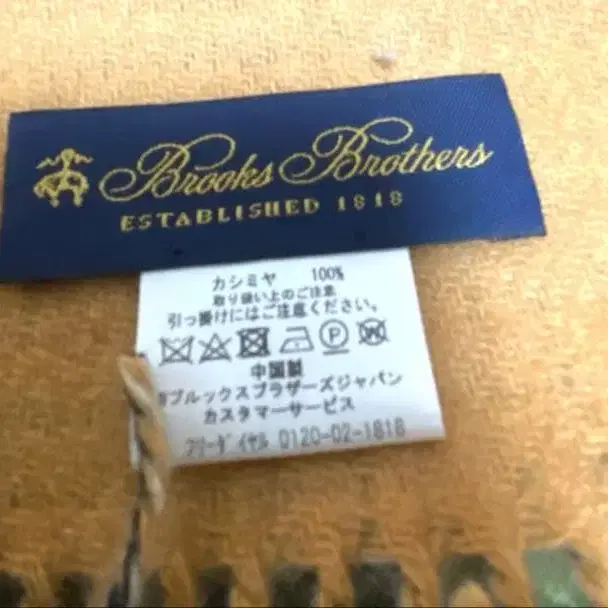 Brooks Brothers
ESTABLISHED 1818
カシミヤ 100%
取り扱い上のご注意
引っ掛けにはご注意ください。
中国製
ブルックスブラザーズジャパン
カスタマーサービス
フリーダイヤル 0120-02-1818